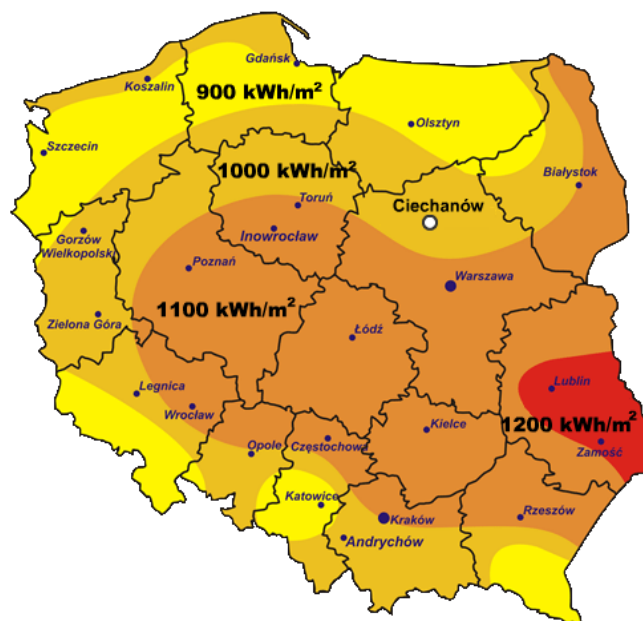 Gdańsk
Koszalin
900 kWh/m²
Olsztyn
Szczecin
1000 kWh/m²
Białystok
Toruń
Ciechanów
Gorzów
Wielkopolski
Inowrocław
Poznań
Warszawa
1100 kWh/m²
Zielona Góra
Łódź
Legnica
Lublin
Wrocław
1200 kWh/m²
Kielce
Opole
Częstochowa
Zamość
Katowice
Kraków
Rzeszów
Andrychów